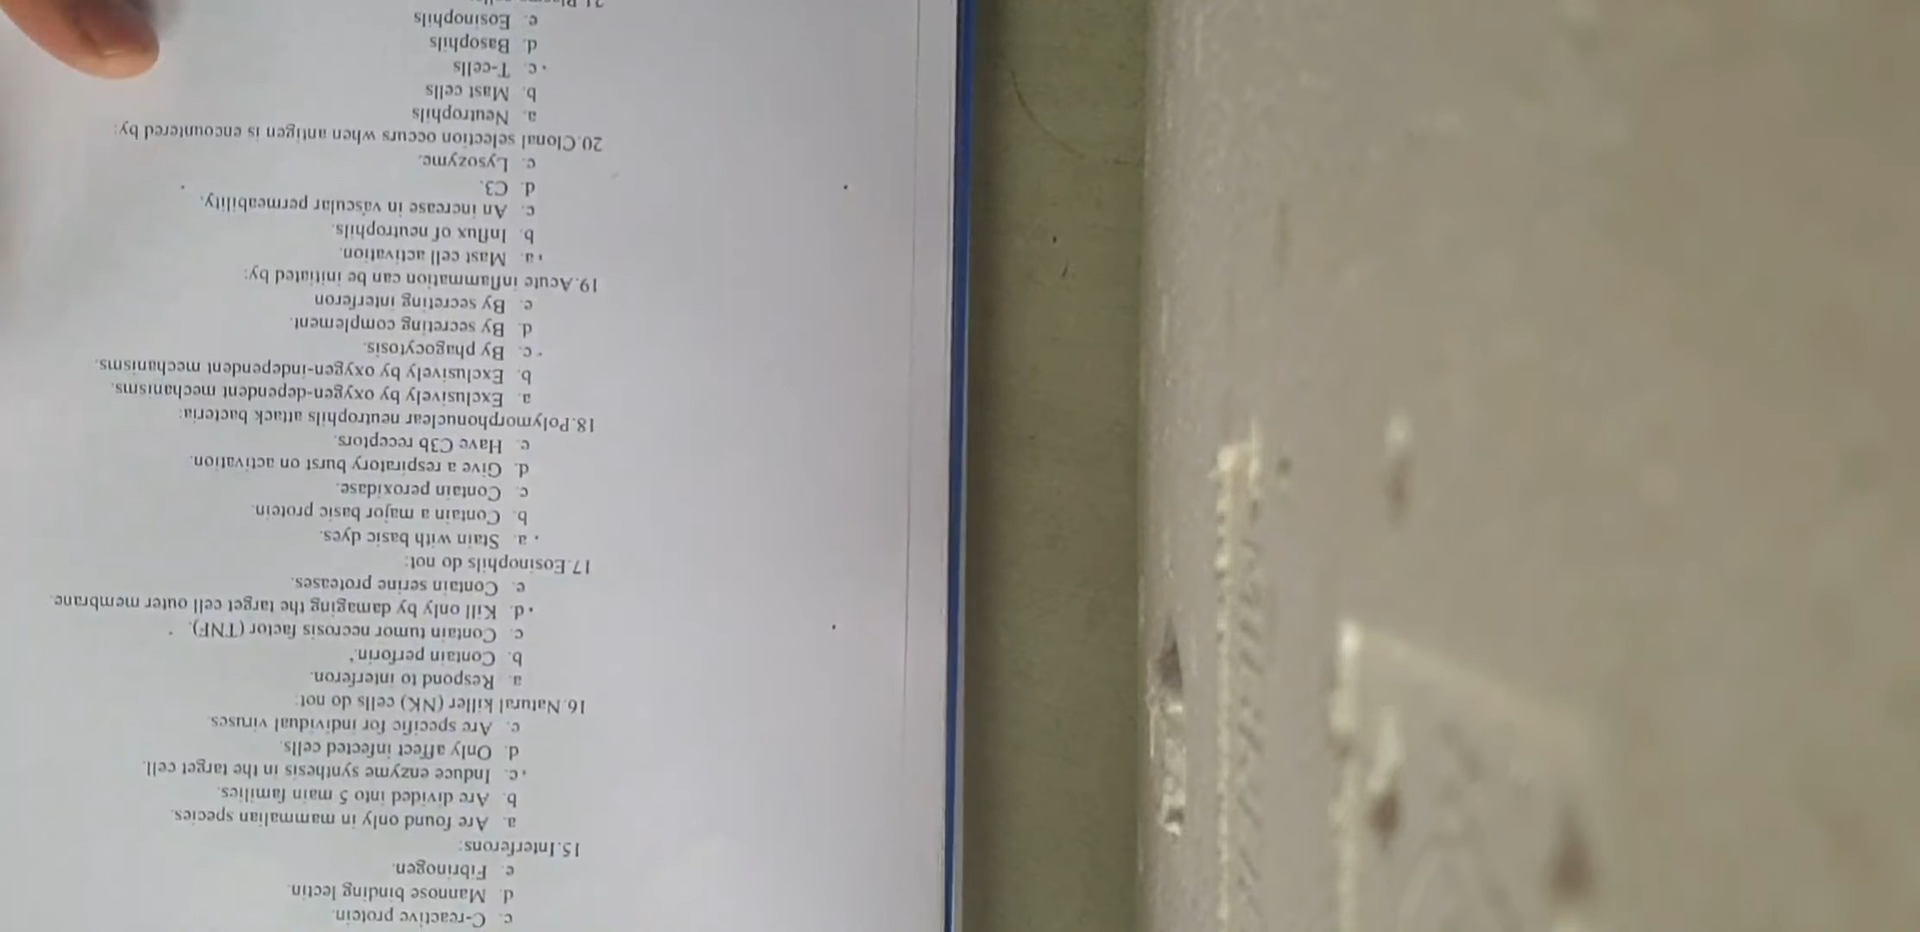 c. C-reactive protein.
d. Mannose binding lectin.
e. Fibrinogen.
15.Interferons:
a. Are found only in mammalian species.
b. Are divided into 5 main families.
c. Induce enzyme synthesis in the target cell.
d. Only affect infected cells.
e. Are specific for individual viruses.
16.Natural killer (NK) cells do not:
a. Respond to interferon.
b. Contain perforin.
c. Contain tumor necrosis factor (TNF).
d. Kill only by damaging the target cell outer membrane.
e. Contain serine proteases.
17.Eosinophils do not:
a. Stain with basic dyes.
b. Contain a major basic protein.
c. Contain peroxidase.
d. Give a respiratory burst on activation.
e. Have C3b receptors.
18.Polymorphonuclear neutrophils attack bacteria:
a. Exclusively by oxygen-dependent mechanisms.
b. Exclusively by oxygen-independent mechanisms.
c. By phagocytosis.
d. By secreting complement.
e. By secreting interferon
19.Acute inflammation can be initiated by:
a. Mast cell activation.
b. Influx of neutrophils.
c. An increase in vascular permeability.
d. C3.
e. Lysozyme.
20.Clonal selection occurs when antigen is encountered by:
a. Neutrophils
b. Mast cells
c. T-cells
d. Basophils
e. Eosinophils